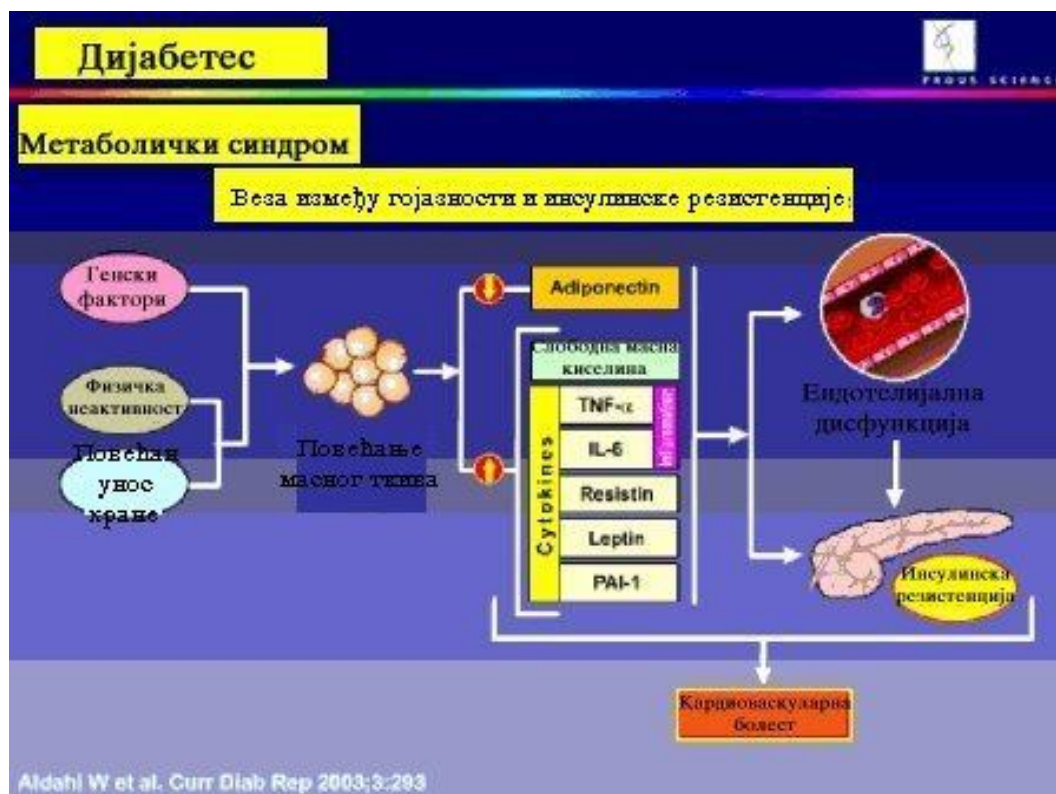 Дијабетес
PROUS SCIENC
Метаболички синдром
Веза између гојазности и инсулинске резистенције:
Генски
фактори
Физичка
неактивност
Повећан
унос
хране
Повећање
масног ткива
Adiponectin
Слободна масна
киселина
Cytokines
TNF-α
IL-6
Resistin
Leptin
PAI-1
Ендотелијална
дисфункција
Инсулинска
резистенција
Кардиоваскуларна
болест
Aldahl W et al. Curr Diab Rep 2003;3:293